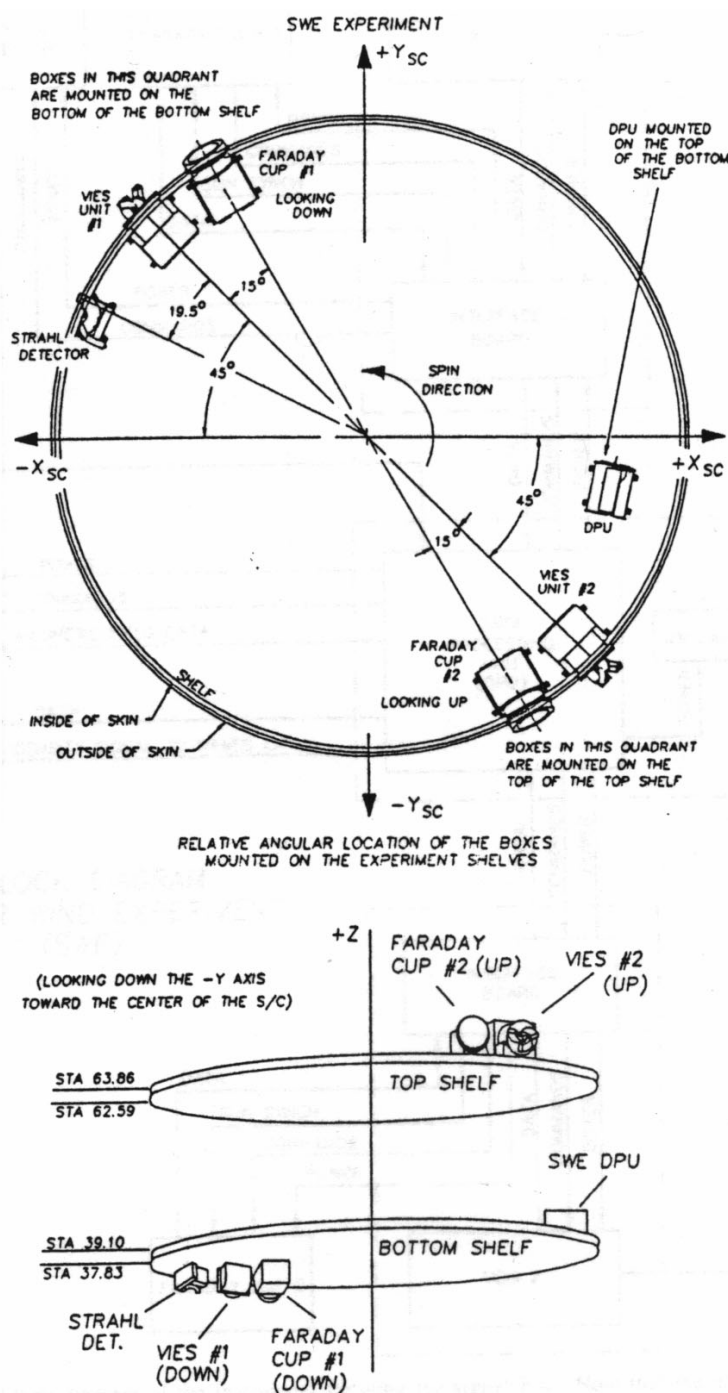 SWE EXPERIMENT
+Y SC
BOXES IN THIS QUADRANT
ARE MOUNTED ON THE
BOTTOM OF THE BOTTOM SHELF
DPU MOUNTED
ON THE TOP
OF THE BOTTOM
SHELF
FARADAY
CUP #1
LOOKING
DOWN
VIES
UNIT
#1
STRAHL
DETECTOR
15°
19.5°
45°
SPIN
DIRECTION
-X SC
+X SC
45°
15°
DPU
VIES
UNIT #2
FARADAY
CUP
#2
LOOKING UP
SHELF
INSIDE OF SKIN
OUTSIDE OF SKIN
BOXES IN THIS QUADRANT
ARE MOUNTED ON THE
TOP OF THE TOP SHELF
-Y SC
RELATIVE ANGULAR LOCATION OF THE BOXES
MOUNTED ON THE EXPERIMENT SHELVES
+Z
(LOOKING DOWN THE -Y AXIS
TOWARD THE CENTER OF THE S/C)
FARADAY
CUP #2 (UP)
VIES #2
(UP)
STA 63.86
STA 62.59
TOP SHELF
SWE DPU
STA 39.10
STA 37.83
BOTTOM SHELF
STRAHL
DET.
VIES #1
(DOWN)
FARADAY
CUP #1
(DOWN)